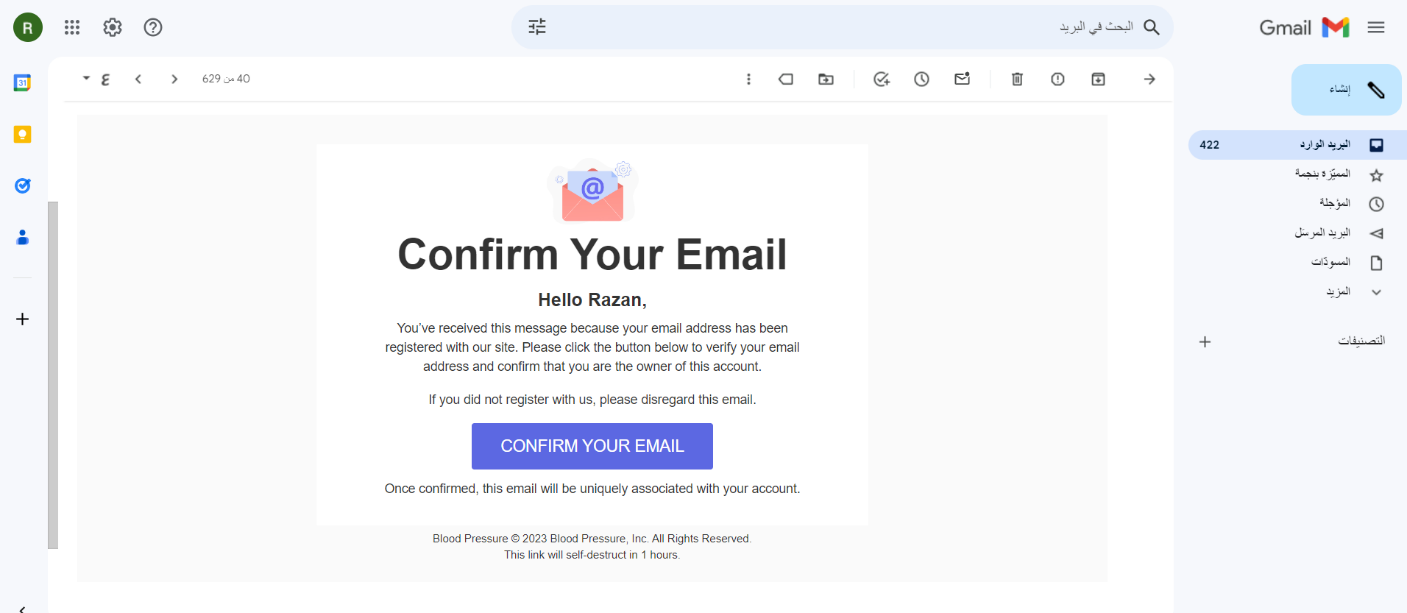 Gmail
البحث في البريد
R
إنشاء
البريد الوارد 422
المميّزة بنجمة
المؤجلة
البريد المرسَل
المسودّات
المزيد
التصنيفات
40 من 629
ع
31
@
Confirm Your Email
Hello Razan,
You've received this message because your email address has been
registered with our site. Please click the button below to verify your email
address and confirm that you are the owner of this account.
If you did not register with us, please disregard this email.
CONFIRM YOUR EMAIL
Once confirmed, this email will be uniquely associated with your account.
Blood Pressure © 2023 Blood Pressure, Inc. All Rights Reserved.
This link will self-destruct in 1 hours.